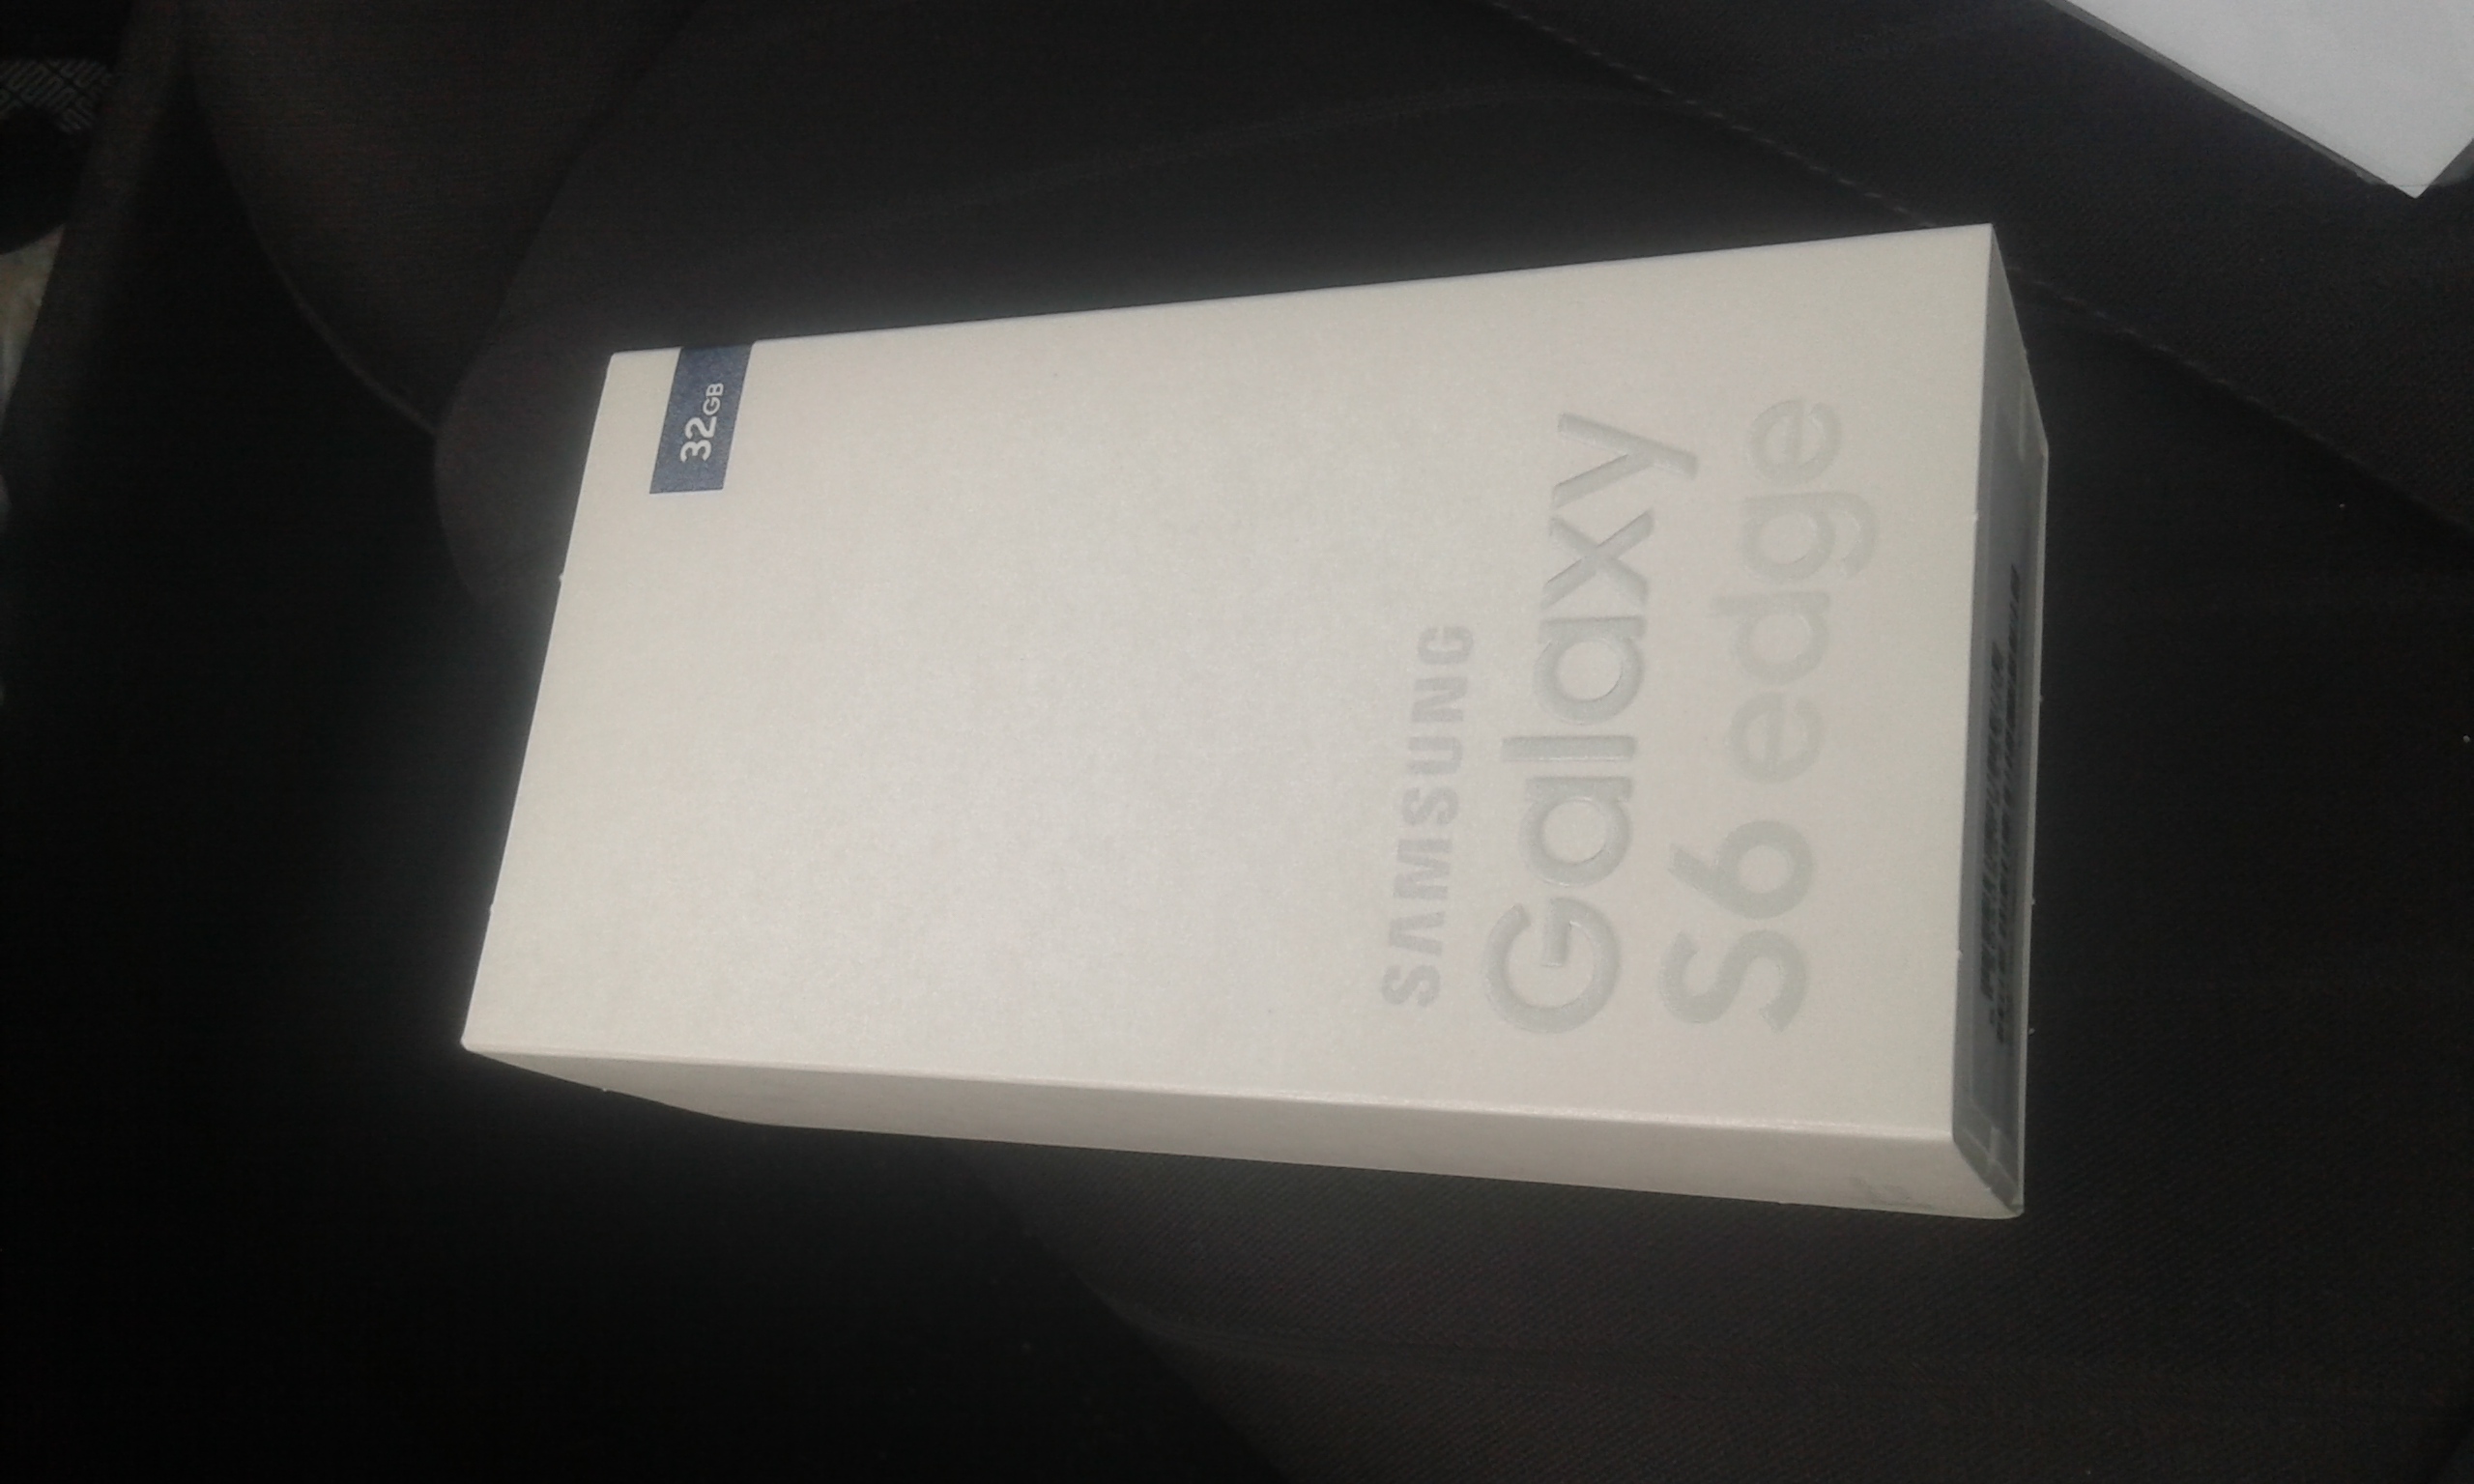 32GB
SAMSUNG
Galaxy
S6 edge